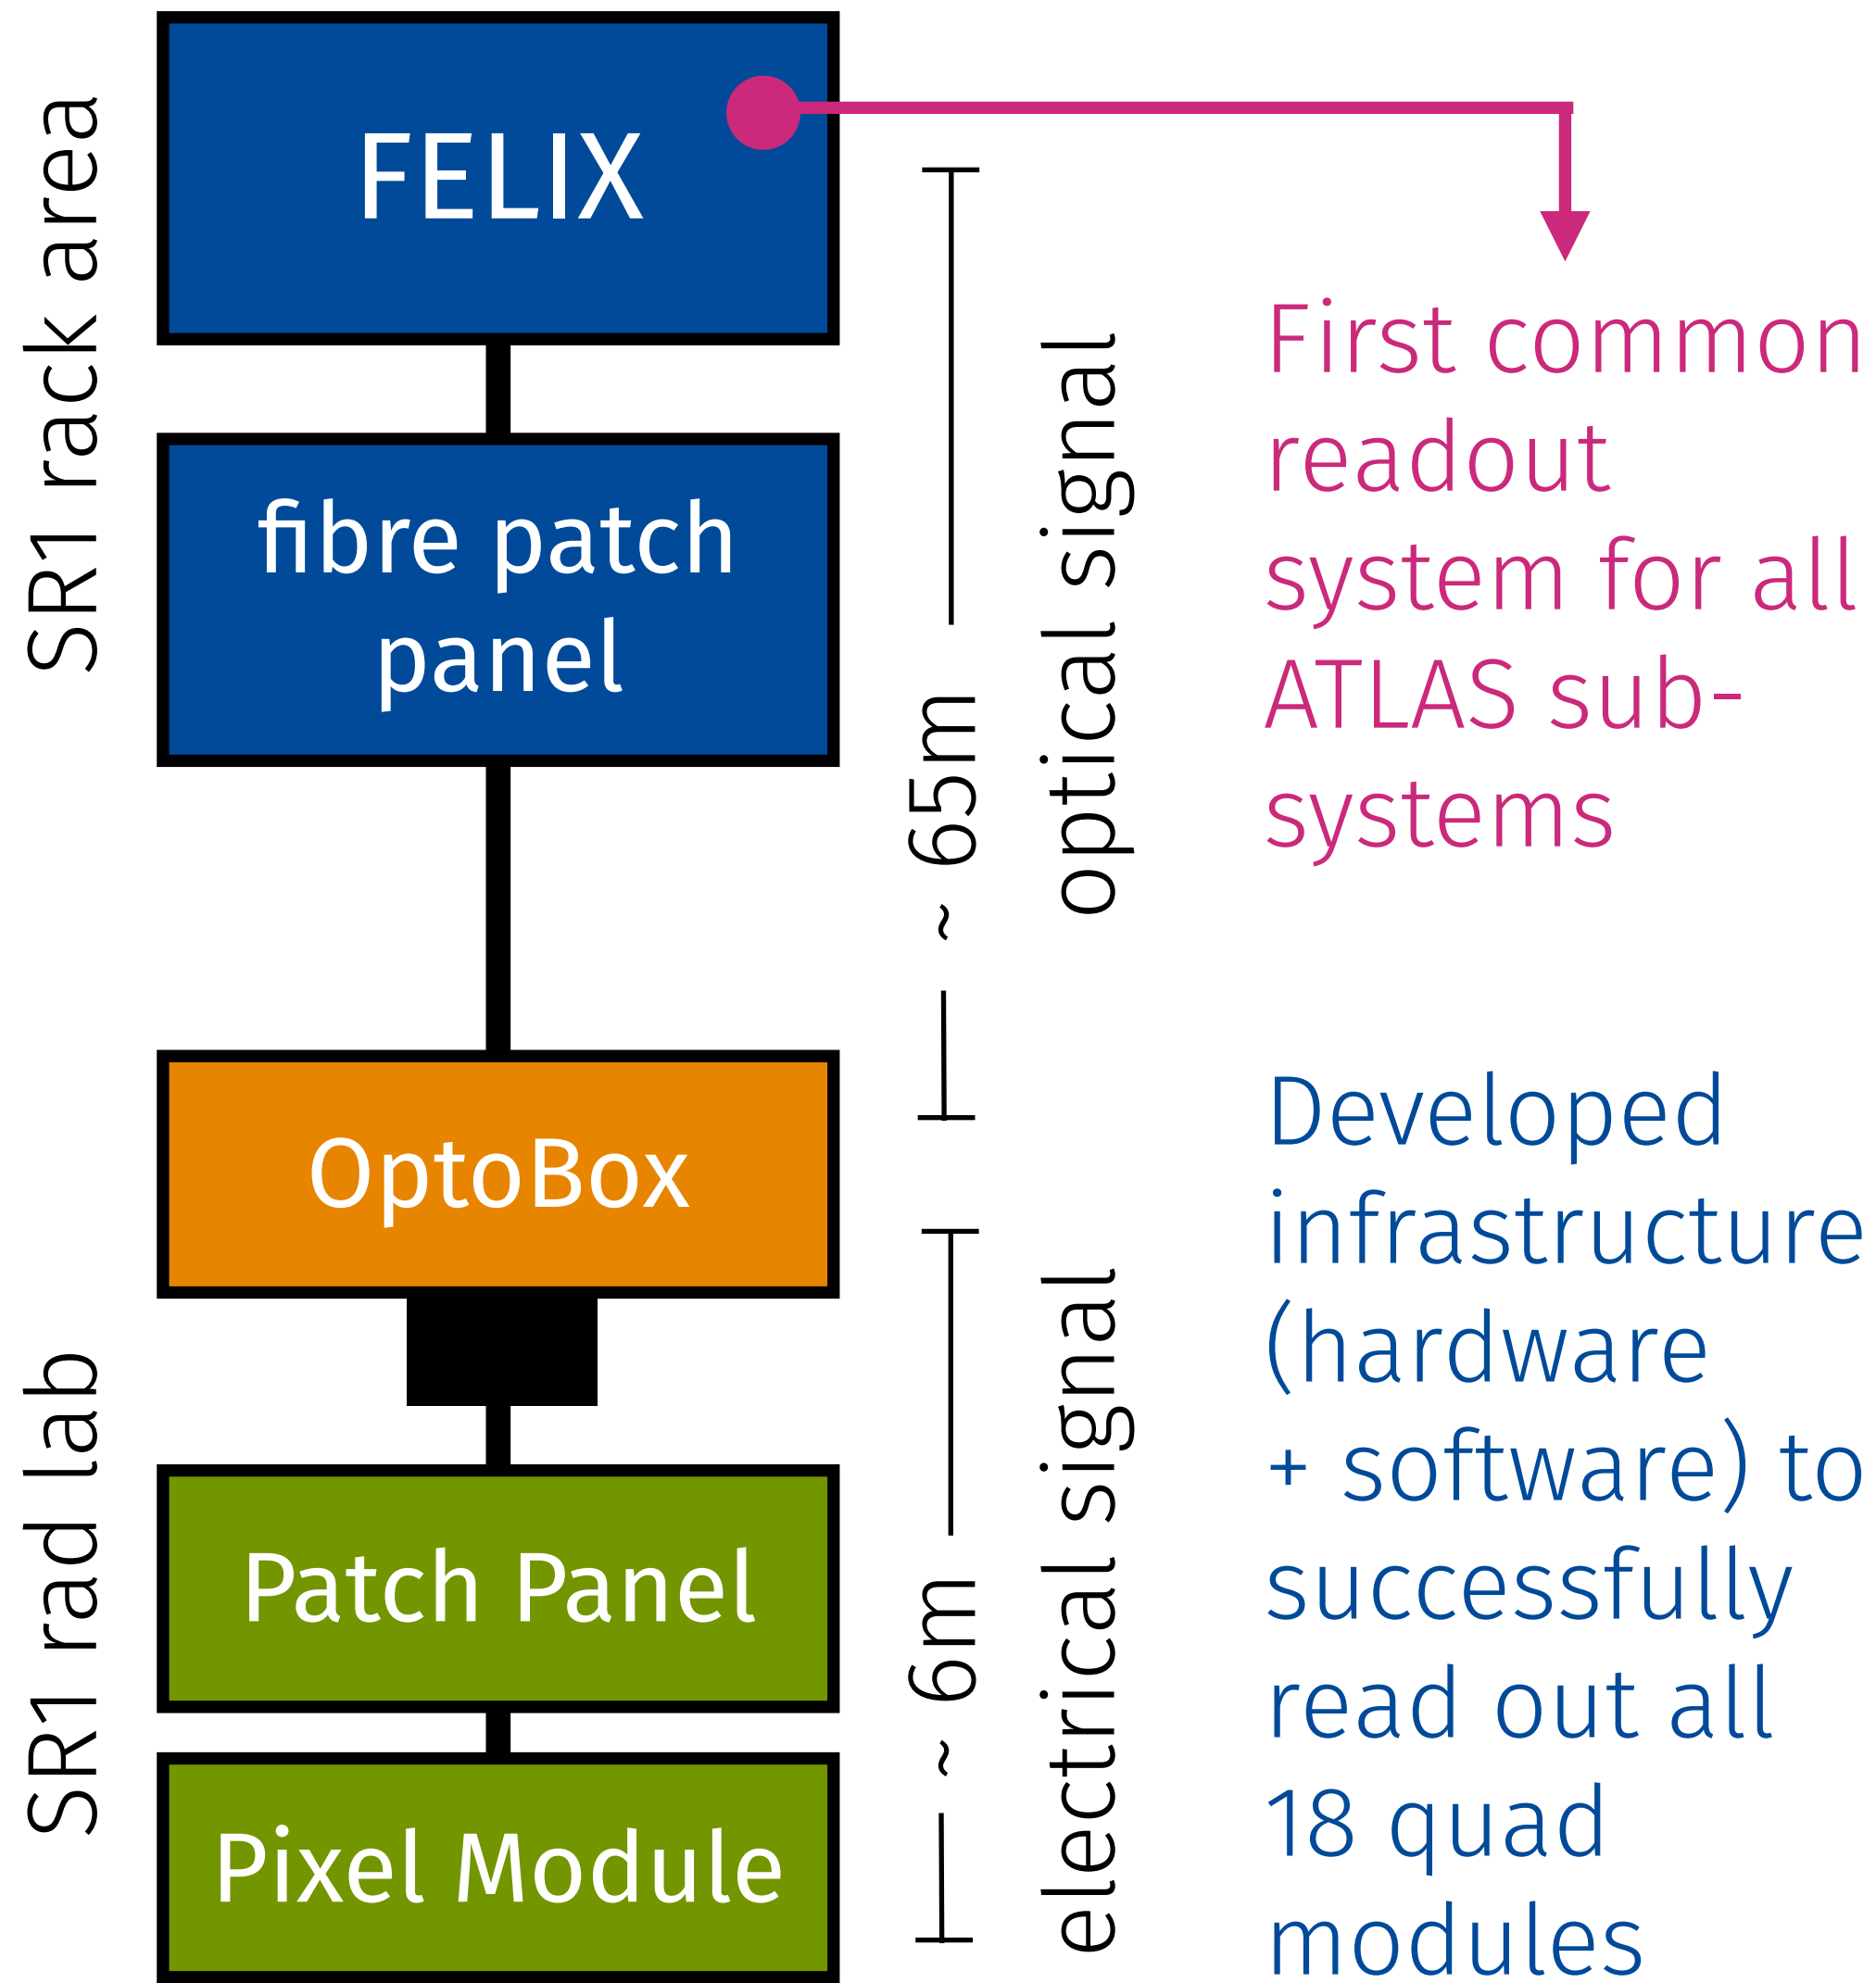 SR1 rack area
FELIX
fibre patch
panel
~ 65m
optical signal
First common
readout
system for all
ATLAS sub-
systems
SR1 rad lab
OptoBox
Patch Panel
Pixel Module
~ 6m
electrical signal
Developed
infrastructure
(hardware
+ software) to
successfully
read out all
18 quad
modules